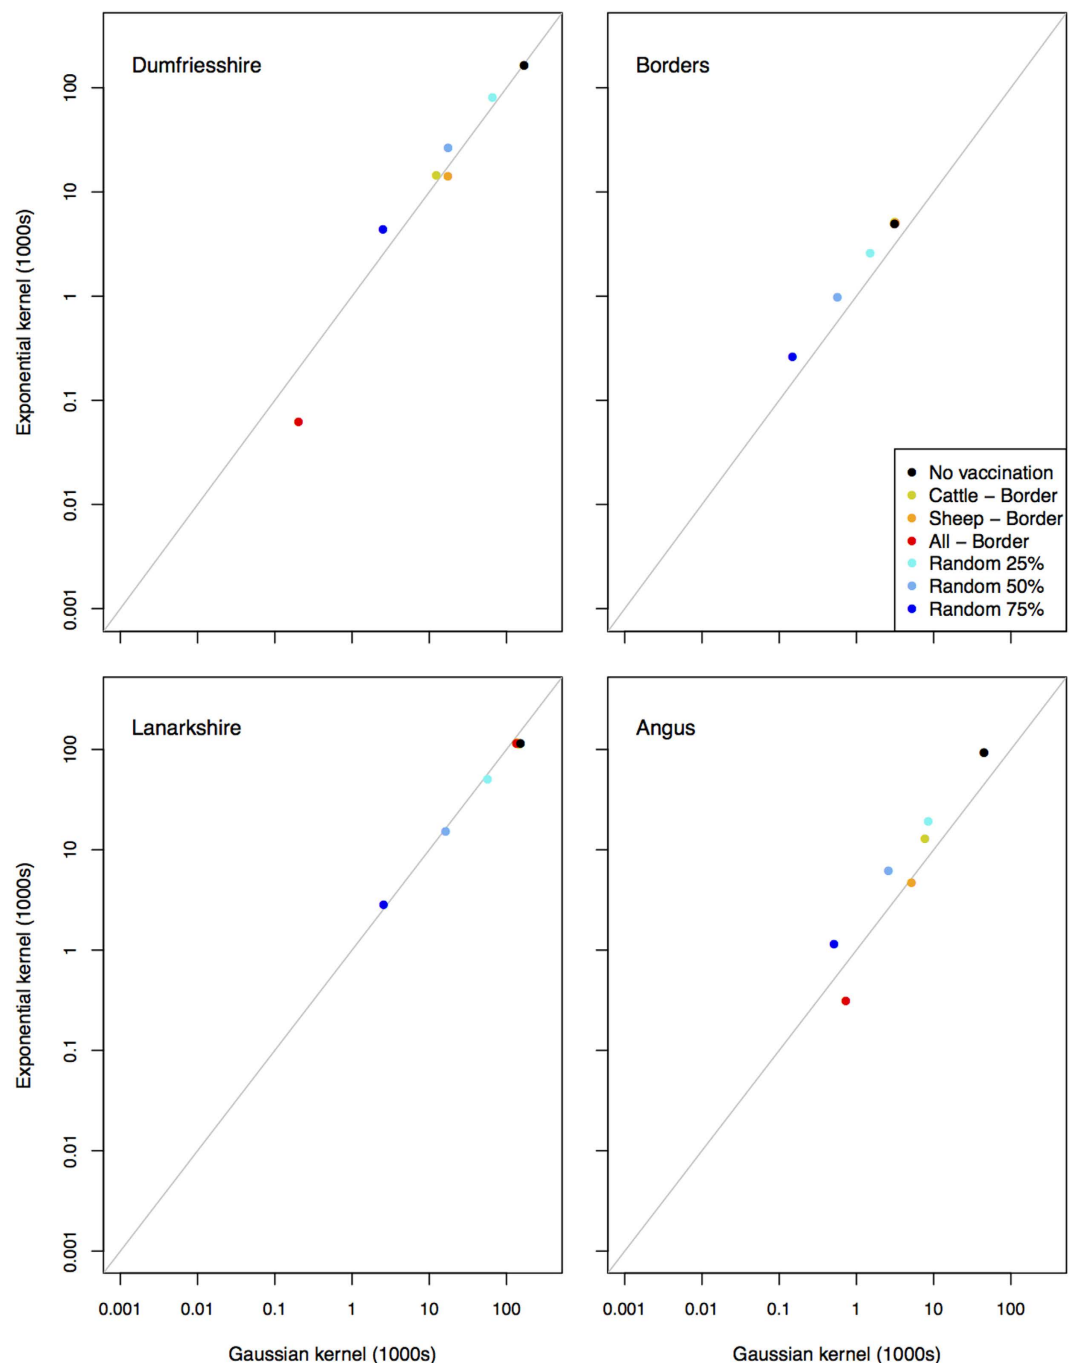 Dumfriesshire
Borders
100
10
1
0.1
0.01
0.001
Exponential kernel (1000s)
No vaccination
Cattle – Border
Sheep – Border
All – Border
Random 25%
Random 50%
Random 75%
Lanarkshire
Angus
100
10
1
0.1
0.01
0.001
Exponential kernel (1000s)
0.001 0.01 0.1 1 10 100
0.001 0.01 0.1 1 10 100
Gaussian kernel (1000s)
Gaussian kernel (1000s)